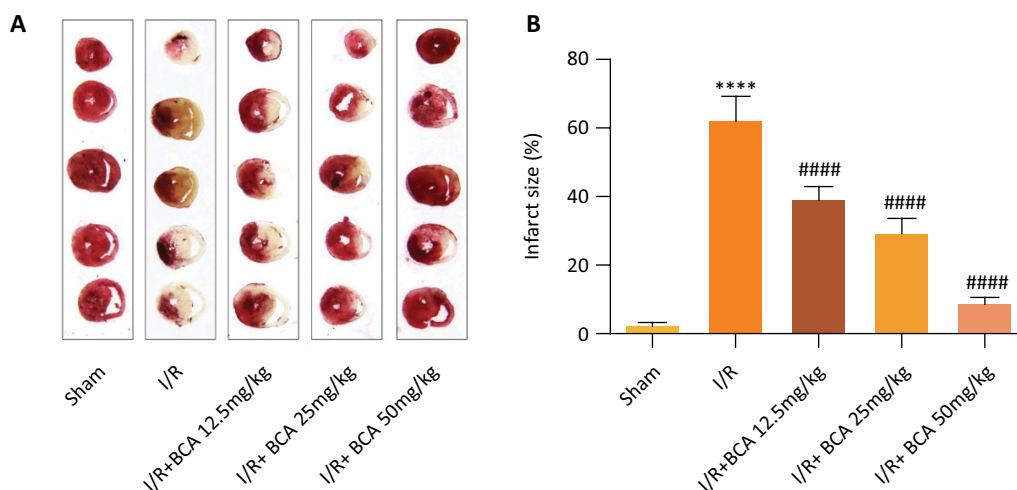 A
Sham
I/R
I/R+BCA 12.5mg/kg
I/R+ BCA 25mg/kg
I/R+ BCA 50mg/kg
B
Infarct size (%)
80
60
40
20
0
****
####
####
####
Sham
I/R
I/R+BCA 12.5mg/kg
I/R+ BCA 25mg/kg
I/R+ BCA 50mg/kg